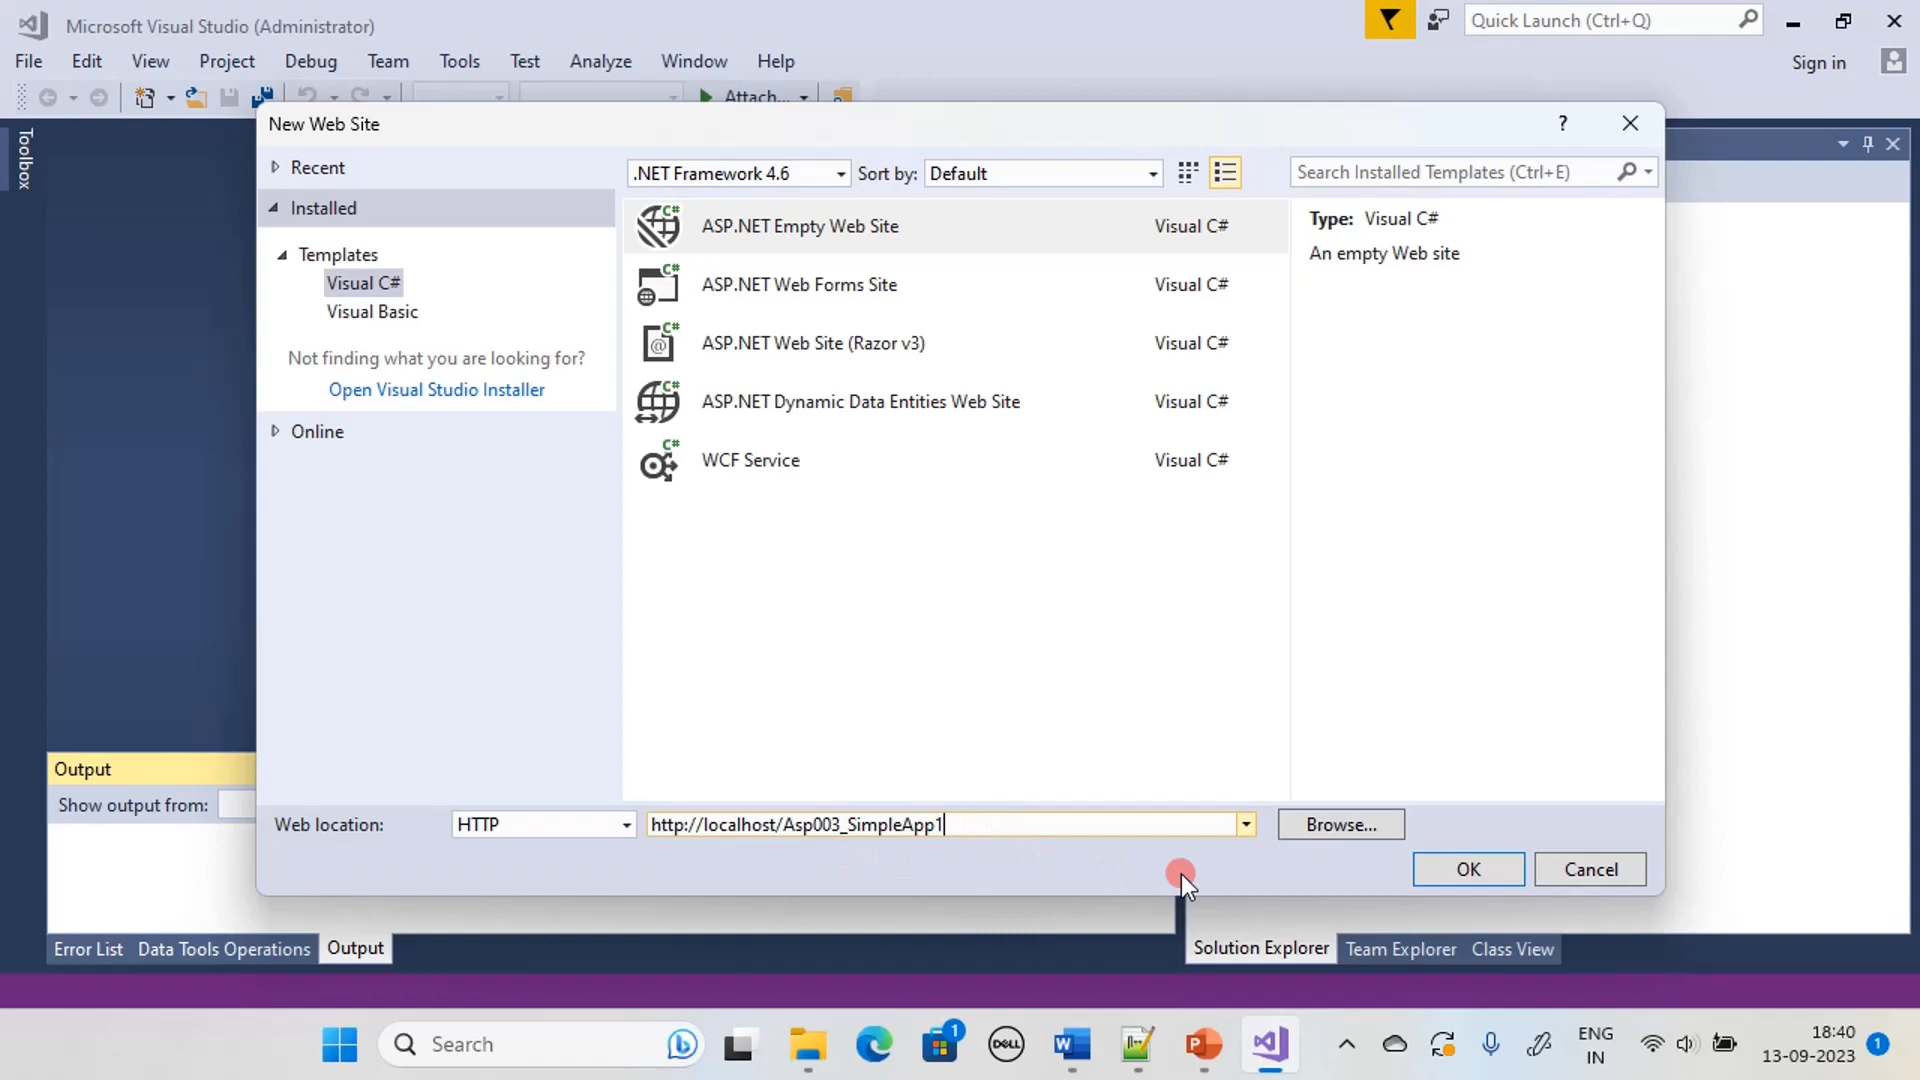 Microsoft Visual Studio (Administrator)
Quick Launch (Ctrl+Q)
File Edit View Project Debug Team Tools Test Analyze Window Help
Sign in
Attach...
Toolbox
New Web Site
?
Recent
Installed
Templates
Visual C#
Visual Basic
Not finding what you are looking for?
Open Visual Studio Installer
Online
.NET Framework 4.6 Sort by: Default
Search Installed Templates (Ctrl+E)
ASP.NET Empty Web Site Visual C#
ASP.NET Web Forms Site Visual C#
ASP.NET Web Site (Razor v3) Visual C#
ASP.NET Dynamic Data Entities Web Site Visual C#
WCF Service Visual C#
Type: Visual C#
An empty Web site
Output
Show output from:
Web location: HTTP http://localhost/Asp003_SimpleApp1 Browse...
OK Cancel
Error List Data Tools Operations Output
Solution Explorer Team Explorer Class View
Search
1
DELL
W
P
ENG
IN
18:40
13-09-2023
1